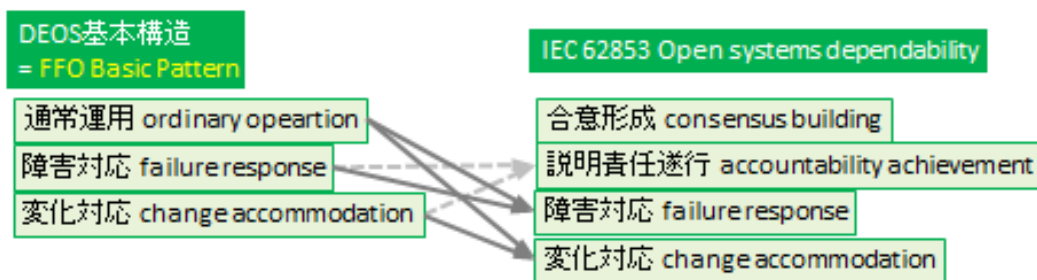 DEOS基本構造
= FFO Basic Pattern
通常運用 ordinary opeartion
障害対応 failure response
変化対応 change accommodation
IEC 62853 Open systems dependability
合意形成 consensus building
説明責任遂行 accountability achievement
障害対応 failure response
変化対応 change accommodation